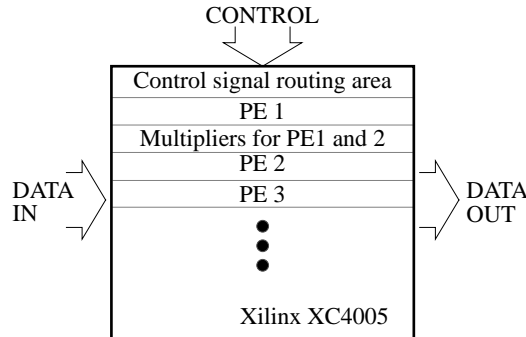 CONTROL
Control signal routing area
PE 1
Multipliers for PE1 and 2
PE 2
PE 3
DATA
IN
DATA
OUT
Xilinx XC4005